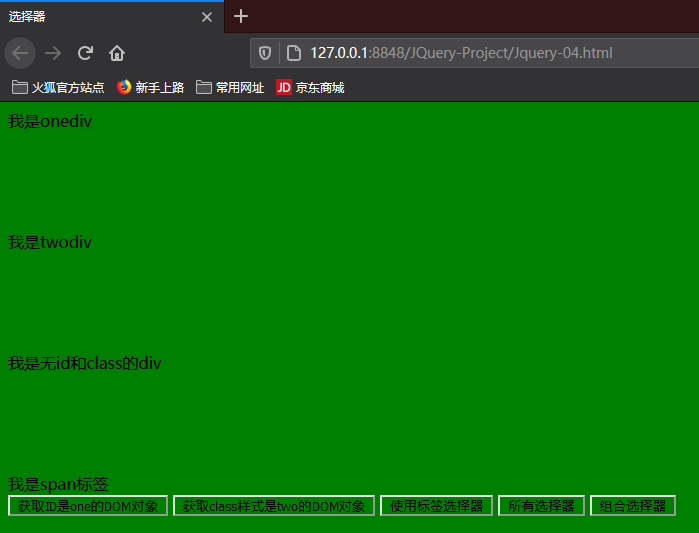 选择器
127.0.0.1:8848/JQuery-Project/Jquery-04.html
火狐官方站点 新手上路 常用网址 JD 京东商城
我是onediv
我是twodiv
我是无id和class的div
我是span标签
获取ID是one的DOM对象 获取class样式是two的DOM对象 使用标签选择器 所有选择器 组合选择器